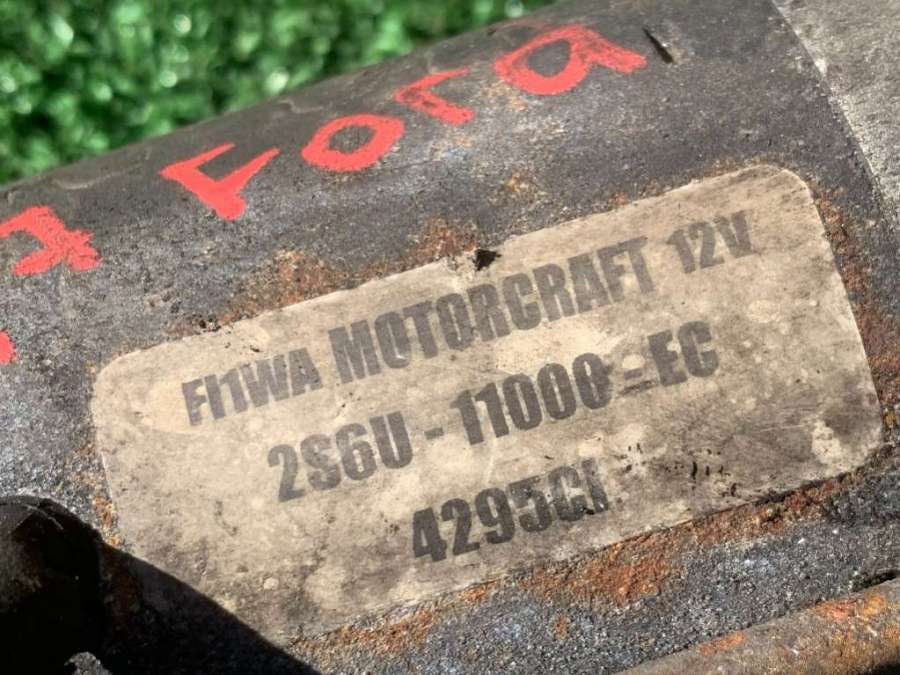 Ford
FI1WA MOTORCRAFT 12V
2S6U - 11000 - EC
4295CI